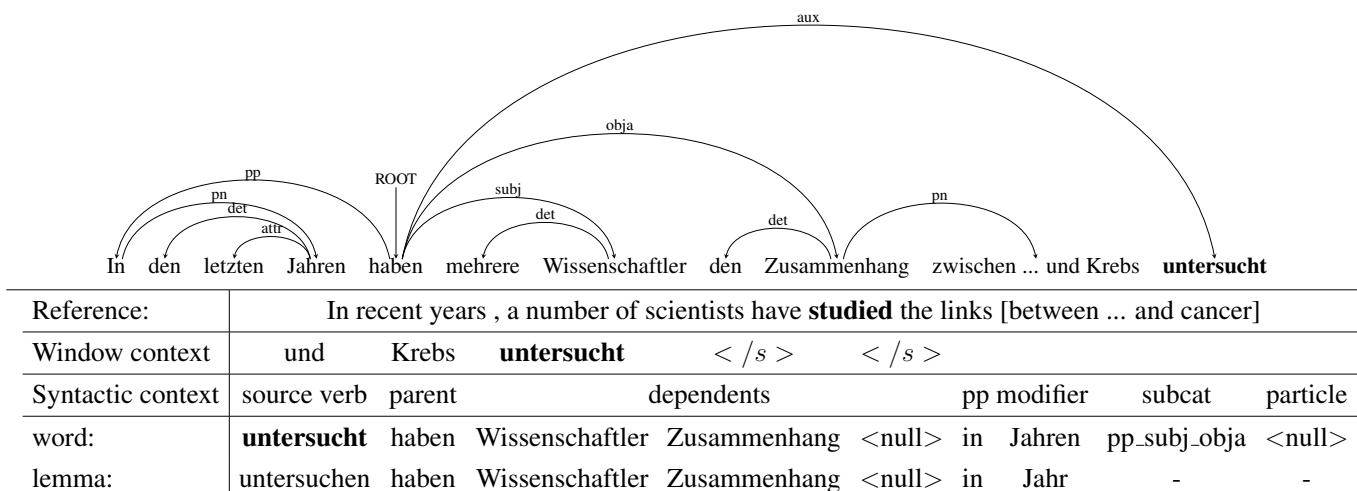 aux
obja
pp
ROOT
pn
subj
det
det
det
pn
attr
In den letzten Jahren haben mehrere Wissenschaftler den Zusammenhang zwischen ... und Krebs untersucht
Reference: In recent years , a number of scientists have studied the links [between ... and cancer]
Window context und Krebs untersucht < /s > < /s >
Syntactic context source verb parent dependents pp modifier subcat particle
word: untersucht haben Wissenschaftler Zusammenhang <null> in Jahren pp_subj_obja <null>
lemma: untersuchen haben Wissenschaftler Zusammenhang <null> in Jahr - -